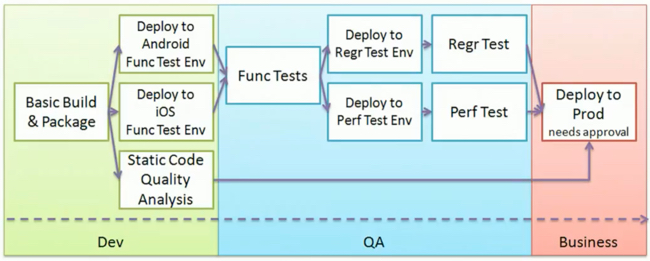 Basic Build
& Package
Deploy to
Android
Func Test Env
Deploy to
iOS
Func Test Env
Static Code
Quality
Analysis
Func Tests
Deploy to
Regr Test Env
Deploy to
Perf Test Env
Regr Test
Perf Test
Deploy to
Prod
needs approval
Dev
QA
Business